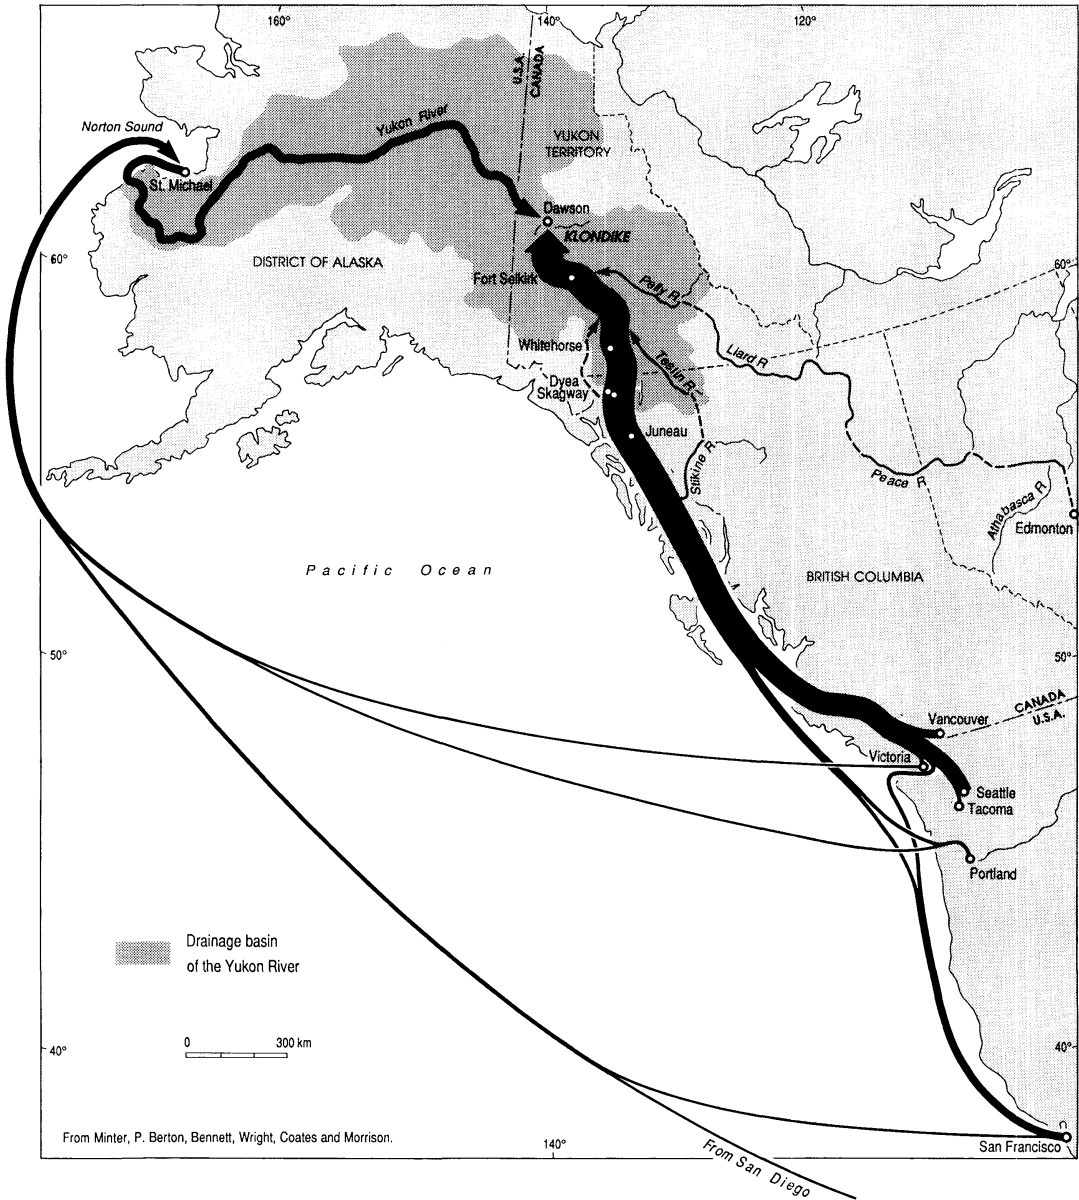 160°
140°
120°
U.S.A.
CANADA
Norton Sound
Yukon River
YUKON
TERRITORY
St. Michael
Dawson
KLONDIKE
60°
DISTRICT OF ALASKA
60°
Fort Selkirk
Pelly R.
Whitehorse
Liard R
Teslin R.
Dyea
Skagway
Juneau
Stikine R
Peace R
Athabasca R
Edmonton
Pacific Ocean
BRITISH COLUMBIA
50°
50°
CANADA
U.S.A.
Vancouver
Victoria
Seattle
Tacoma
Portland
Drainage basin
of the Yukon River
0 300 km
40°
40°
From Minter, P. Berton, Bennett, Wright, Coates and Morrison.
140°
From San Diego
San Francisco